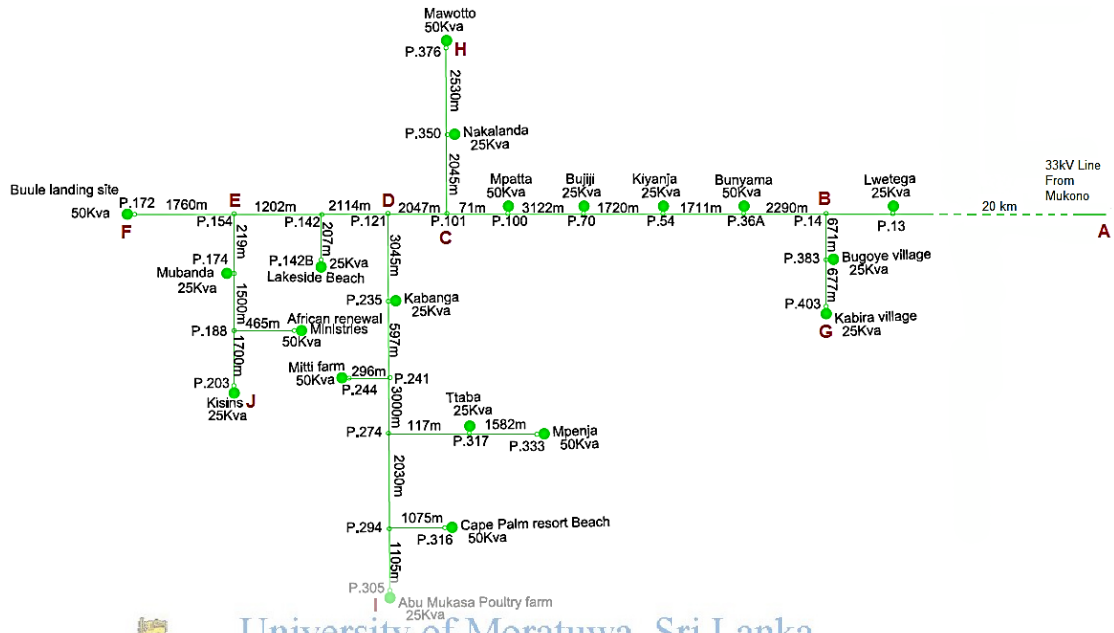 Mawotto
50Kva
P.376
H
2530m
P.350
Nakalanda
25Kva
2045m
33kV Line
From
Mukono
Buule landing site
50Kva
P.172
F
1760m
E
P.154
1202m
P.142
2114m
D
P.121
2047m
P.101
C
71m
Mpatta
50Kva
P.100
3122m
Bujiji
25Kva
P.70
1720m
Kiyanja
25Kva
P.54
1711m
Bunyama
50Kva
P.36A
2290m
B
P.14
Lwetega
25Kva
P.13
20 km
A
219m
P.174
Mubanda
25Kva
1500m
P.188
465m
African renewal
Ministries
50Kva
1700m
P.203
Kisins
J
25Kva
207m
P.142B
25Kva
Lakeside Beach
3045m
P.235
Kabanga
25Kva
597m
Mitti farm
50Kva
296m
P.244
P.241
3000m
P.274
117m
Ttaba
25Kva
P.317
1582m
P.333
Mpenja
50Kva
2030m
P.294
1075m
P.316
Cape Palm resort Beach
50Kva
1105m
P.305
I
Abu Mukasa Poultry farm
25Kva
671m
P.383
Bugoye village
25Kva
677m
P.403
Kabira village
25Kva
G
University of Moratuwa, Sri Lanka